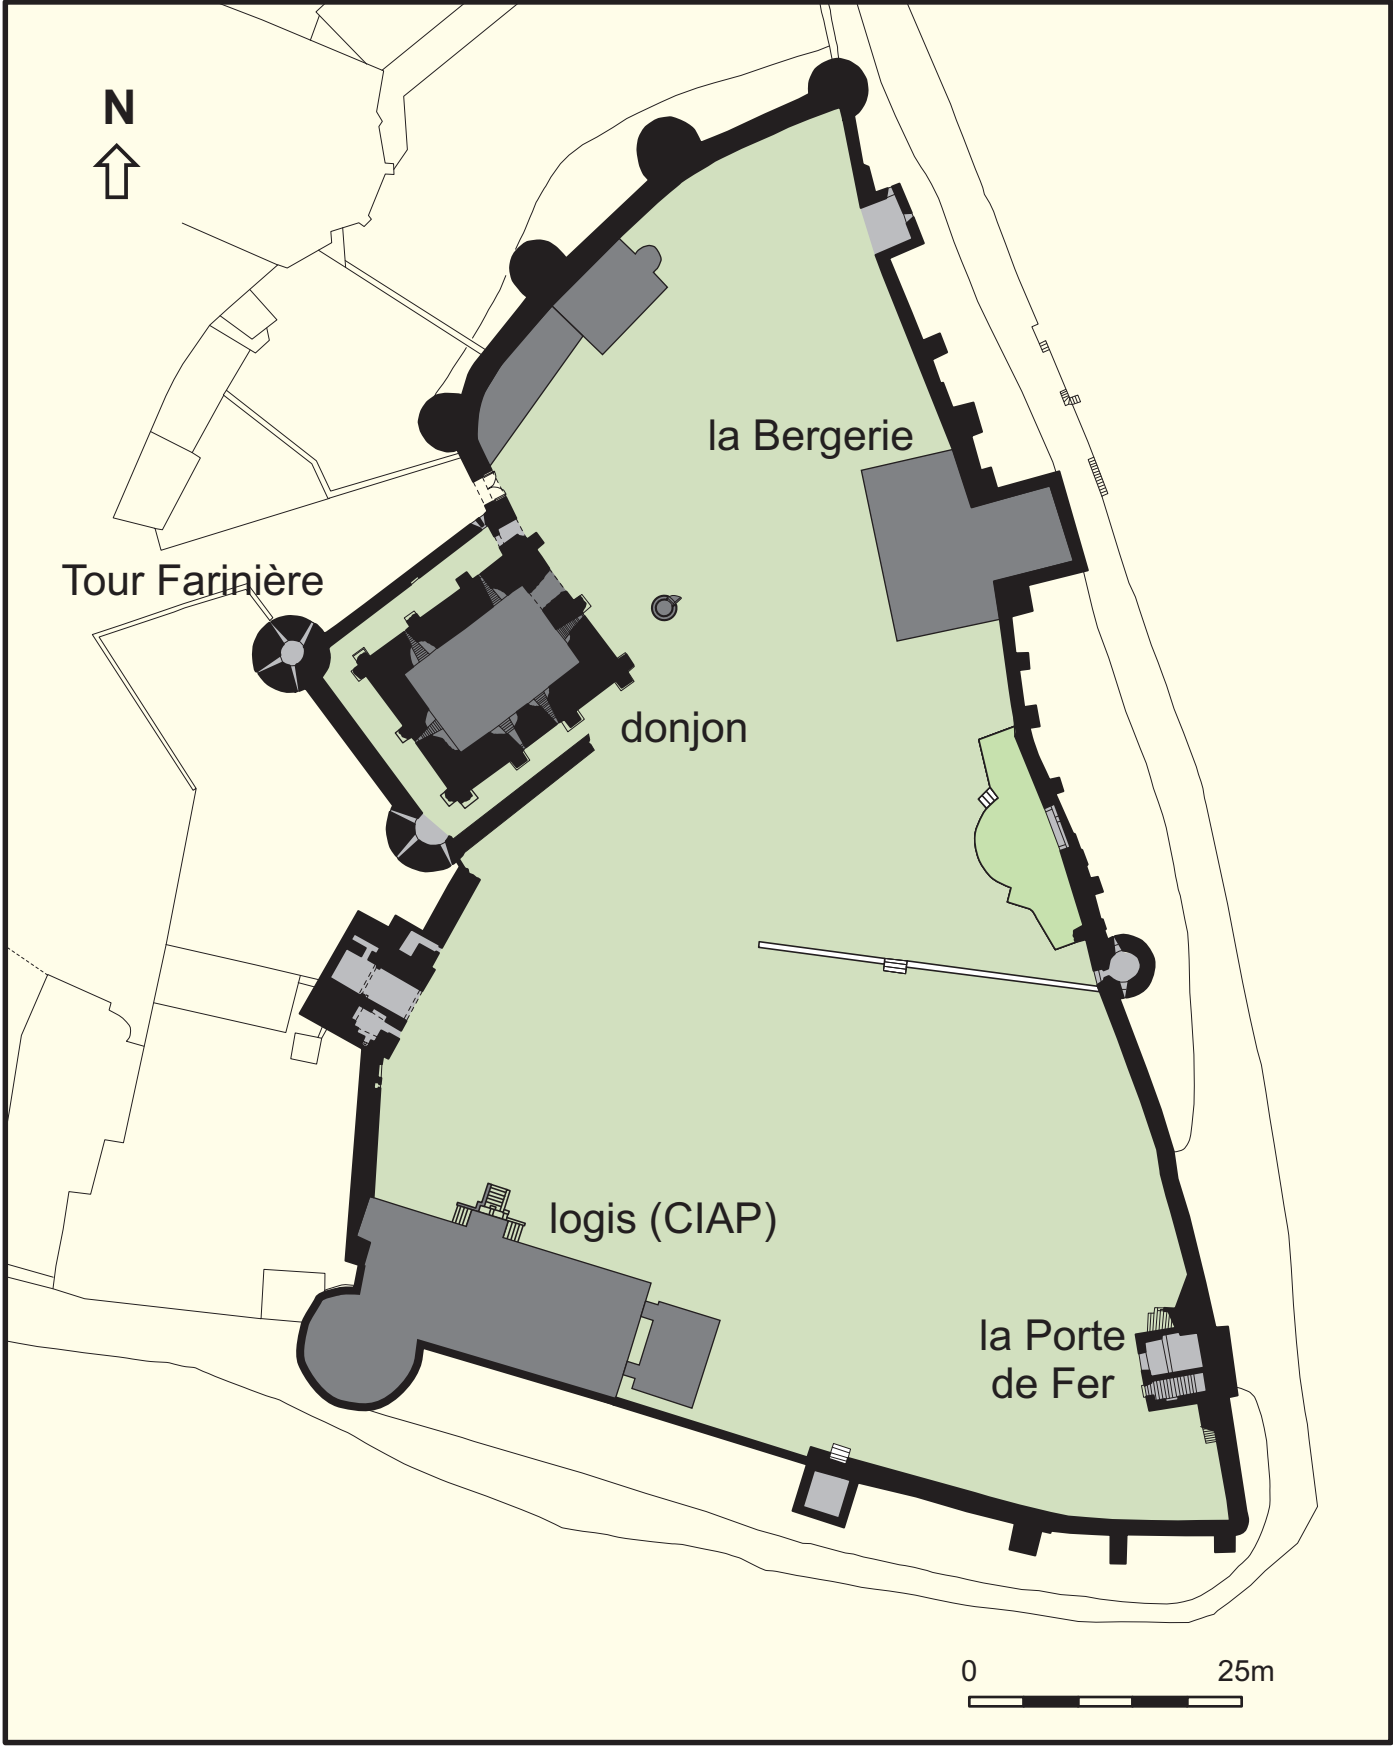 N
la Bergerie
Tour Farinière
donjon
logis (CIAP)
la Porte
de Fer
0 25m